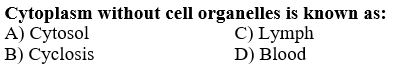 Cytoplasm without cell organelles is known as:
A) Cytosol C) Lymph
B) Cyclosis D) Blood